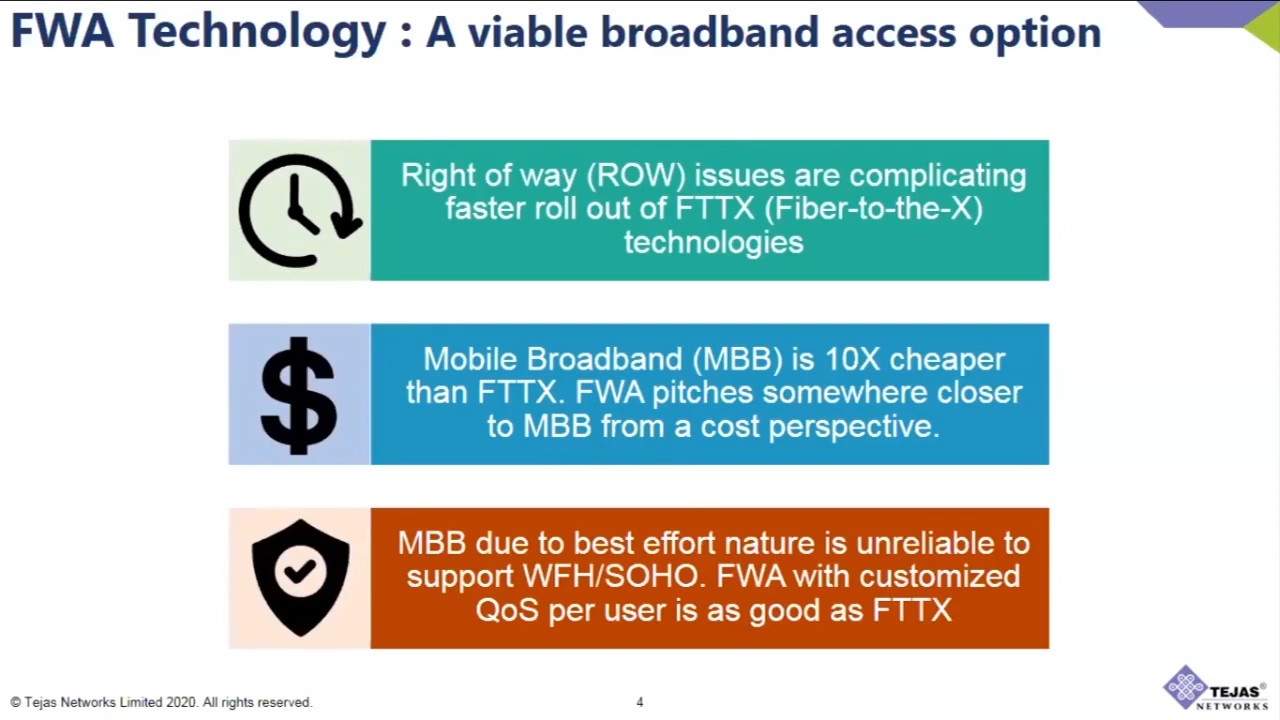 FWA Technology : A viable broadband access option
Right of way (ROW) issues are complicating
faster roll out of FTTX (Fiber-to-the-X)
technologies
Mobile Broadband (MBB) is 10X cheaper
than FTTX. FWA pitches somewhere closer
to MBB from a cost perspective.
MBB due to best effort nature is unreliable to
support WFH/SOHO. FWA with customized
QoS per user is as good as FTTX
© Tejas Networks Limited 2020. All rights reserved.
4
TEJAS®
NETWORKS